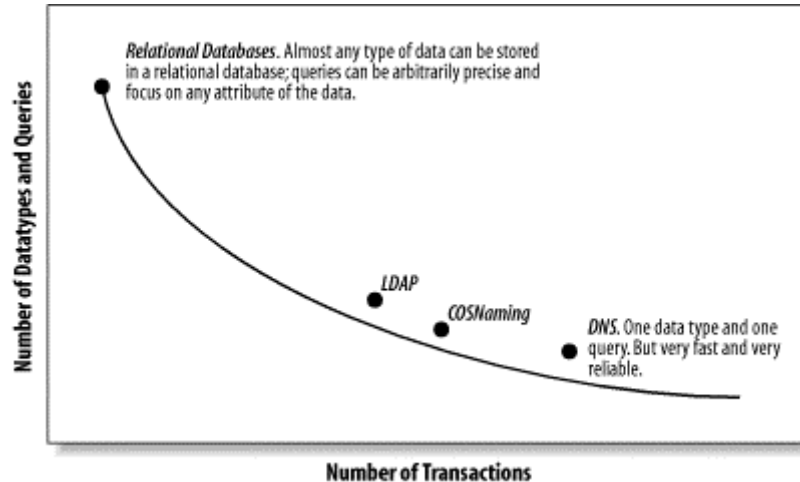 Relational Databases. Almost any type of data can be stored
in a relational database; queries can be arbitrarily precise and
focus on any attribute of the data.
Number of Datatypes and Queries
LDAP
COSNaming
DNS. One data type and one
query. But very fast and very
reliable.
Number of Transactions